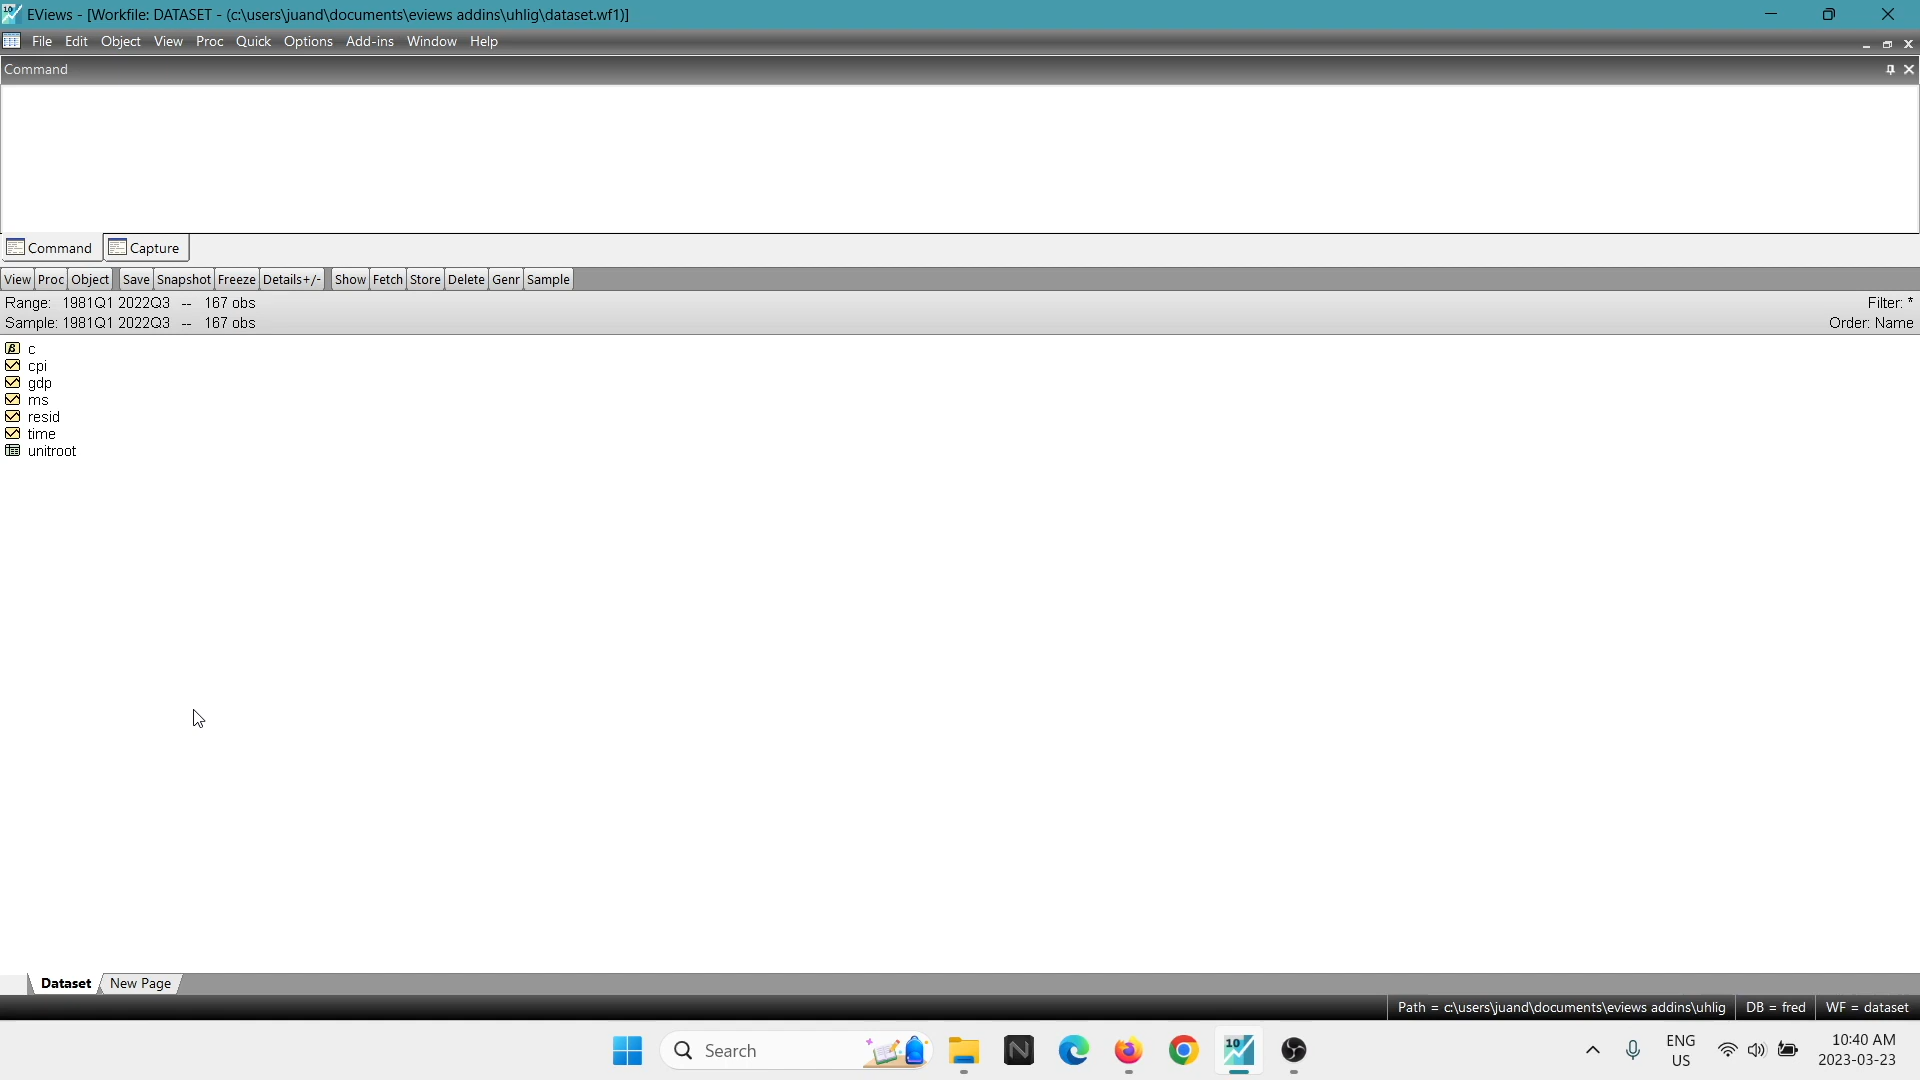 EViews - [Workfile: DATASET - (c:\users\juand\documents\eviews addins\uhlig\dataset.wf1)]
File Edit Object View Proc Quick Options Add-ins Window Help
Command
Command Capture
View Proc Object Save Snapshot Freeze Details+/- Show Fetch Store Delete Genr Sample
Range: 1981Q1 2022Q3 -- 167 obs Filter: *
Sample: 1981Q1 2022Q3 -- 167 obs Order: Name
c
cpi
gdp
ms
resid
time
unitroot
Dataset New Page
Path = c:\users\juand\documents\eviews addins\uhlig DB = fred WF = dataset
Search ENG 10:40 AM
US 2023-03-23